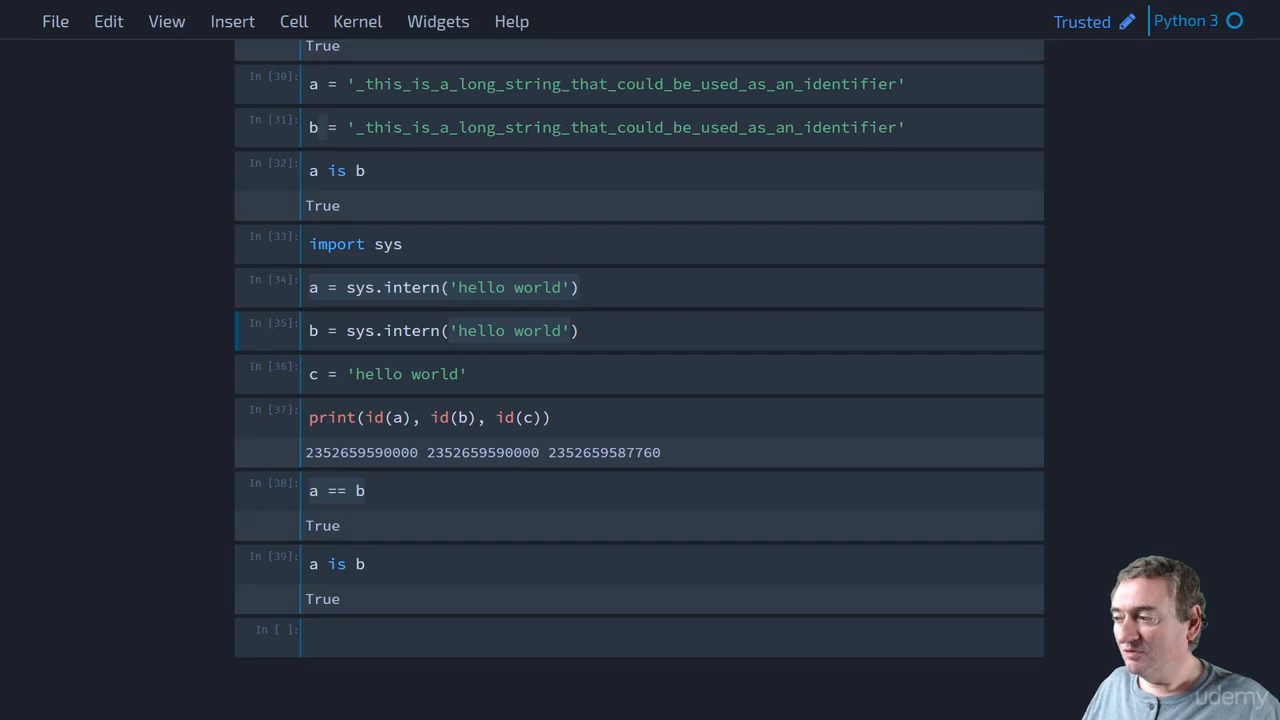 File Edit View Insert Cell Kernel Widgets Help Trusted Python 3
True
In [30]: a = '_this_is_a_long_string_that_could_be_used_as_an_identifier'
In [31]: b = '_this_is_a_long_string_that_could_be_used_as_an_identifier'
In [32]: a is b
True
In [33]: import sys
In [34]: a = sys.intern('hello world')
In [35]: b = sys.intern('hello world')
In [36]: c = 'hello world'
In [37]: print(id(a), id(b), id(c))
2352659590000 2352659590000 2352659587760
In [38]: a == b
True
In [39]: a is b
True
In [ ]:
udemy